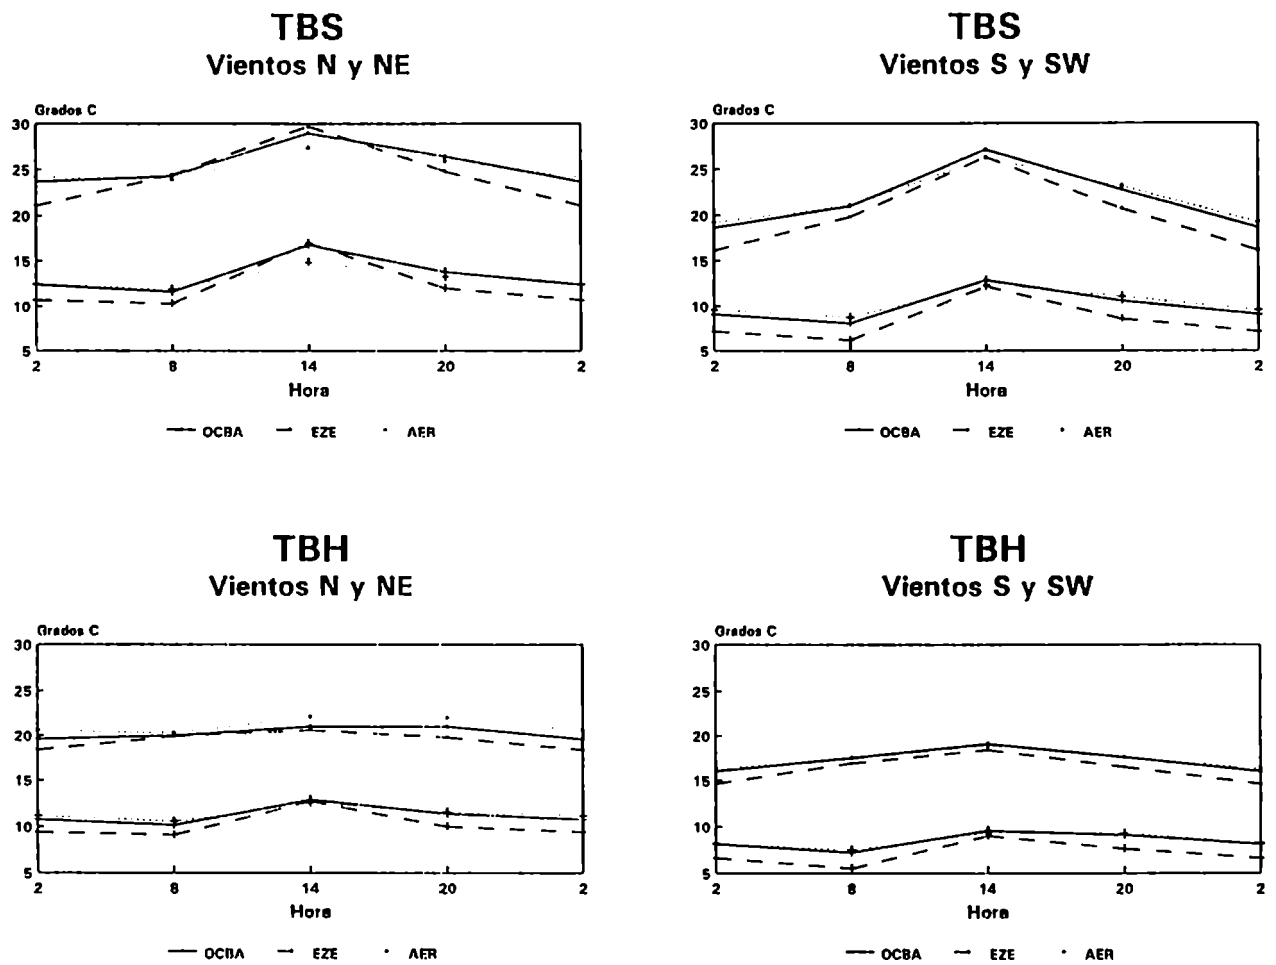 TBS
Vientos N y NE
Grados C
30
25
20
15
10
5
2 8 14 20 2
Hora
OCBA EZE AER
TBS
Vientos S y SW
Grados C
30
25
20
15
10
5
2 8 14 20 2
Hora
OCBA EZE AER
TBH
Vientos N y NE
Grados C
30
25
20
15
10
5
2 8 14 20 2
Hora
OCBA EZE AER
TBH
Vientos S y SW
Grados C
30
25
20
15
10
5
2 8 14 20 2
Hora
OCBA EZE AER